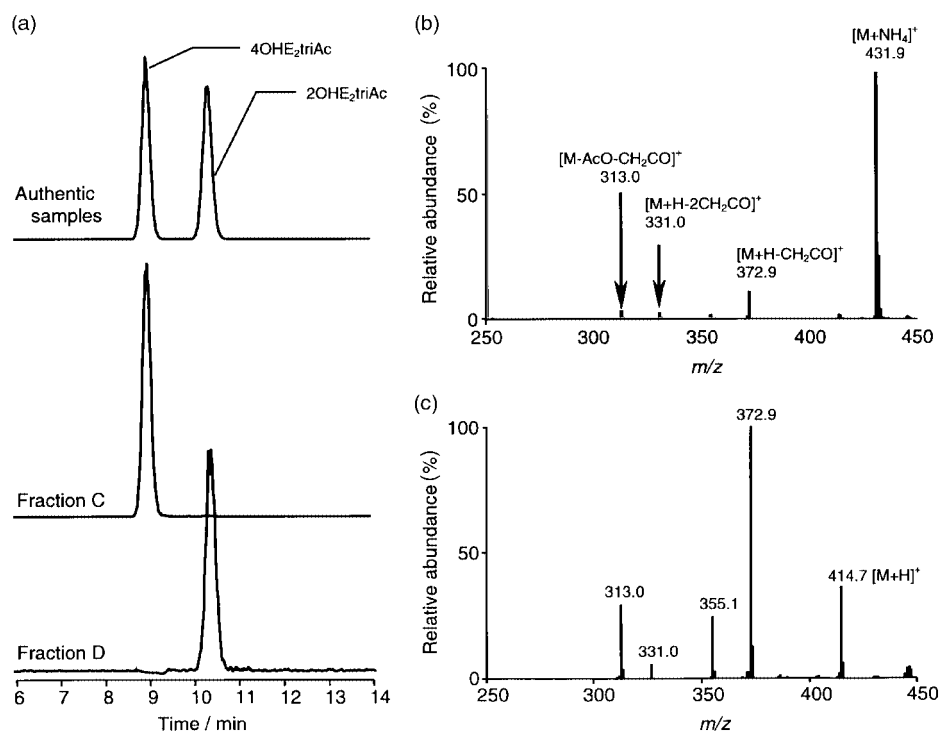 (a)
4OHE₂triAc
2OHE₂triAc
Authentic
samples
Fraction C
Fraction D
6 7 8 9 10 11 12 13 14
Time / min
(b)
[M+NH₄]⁺
431.9
[M-AcO-CH₂CO]⁺
313.0
[M+H-2CH₂CO]⁺
331.0
[M+H-CH₂CO]⁺
372.9
Relative abundance (%)
100
50
0
250 300 350 400 450
m/z
(c)
372.9
414.7 [M+H]⁺
313.0
355.1
331.0
Relative abundance (%)
100
50
0
250 300 350 400 450
m/z